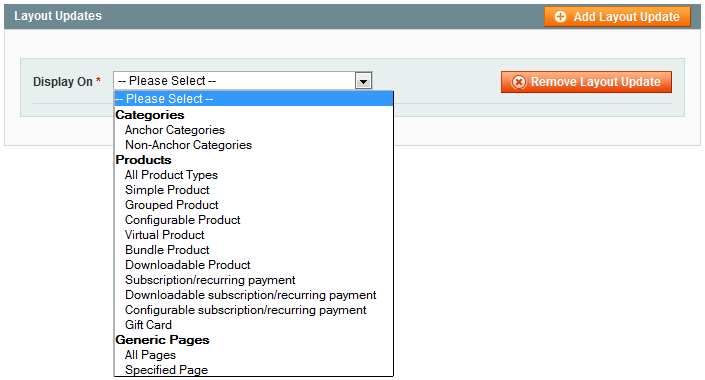 Layout Updates
Add Layout Update
Display On *
-- Please Select --
Remove Layout Update
-- Please Select --
Categories
Anchor Categories
Non-Anchor Categories
Products
All Product Types
Simple Product
Grouped Product
Configurable Product
Virtual Product
Bundle Product
Downloadable Product
Subscription/recurring payment
Downloadable subscription/recurring payment
Configurable subscription/recurring payment
Gift Card
Generic Pages
All Pages
Specified Page